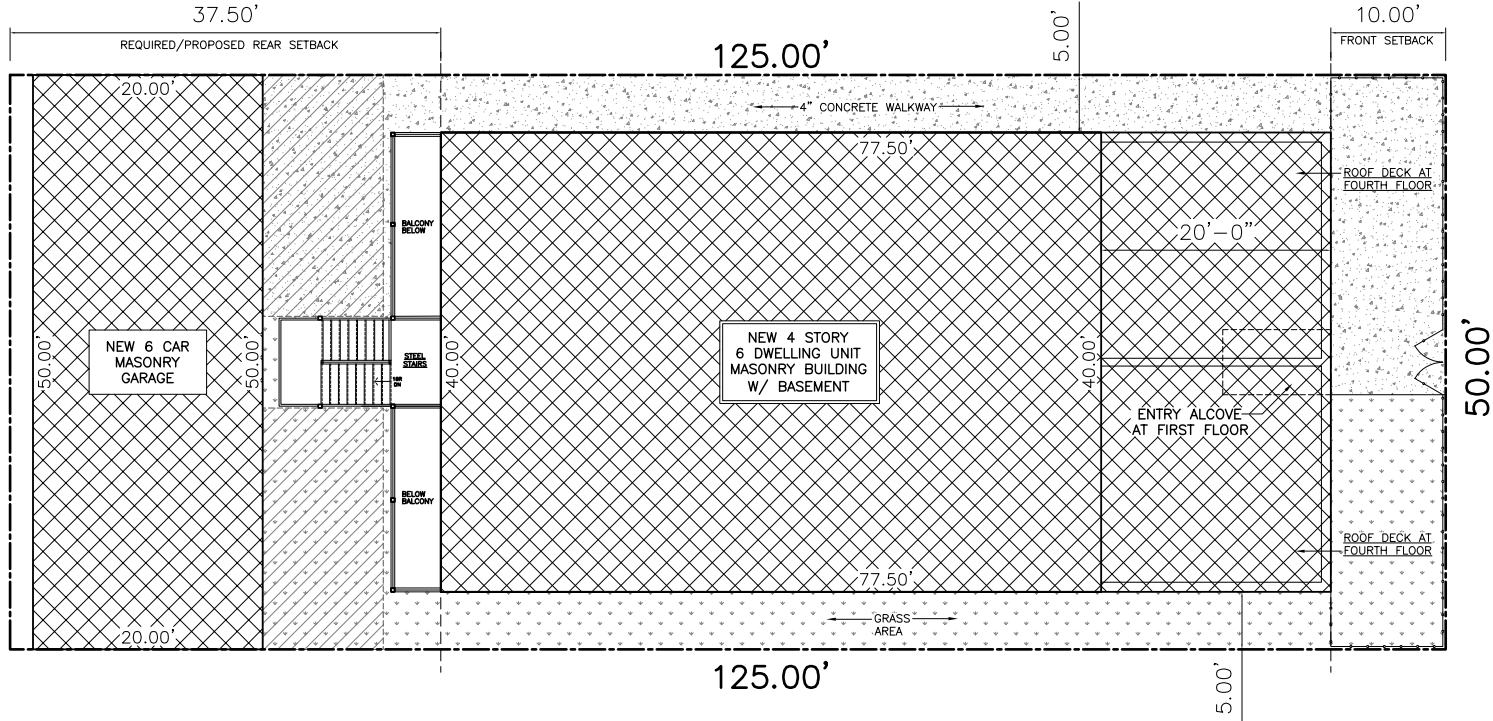 37.50'
REQUIRED/PROPOSED REAR SETBACK
125.00'
5.00'
10.00'
FRONT SETBACK
20.00'
4" CONCRETE WALKWAY
77.50'
ROOF DECK AT
FOURTH FLOOR
BALCONY
BELOW
20'-0"
NEW 6 CAR
MASONRY
GARAGE
50.00'
50.00'
STEEL
STAIRS
18R
DN
40.00'
NEW 4 STORY
6 DWELLING UNIT
MASONRY BUILDING
W/ BASEMENT
40.00'
ENTRY ALCOVE
AT FIRST FLOOR
50.00'
BELOW
BALCONY
ROOF DECK AT
FOURTH FLOOR
77.50'
GRASS
AREA
20.00'
125.00'
5.00'